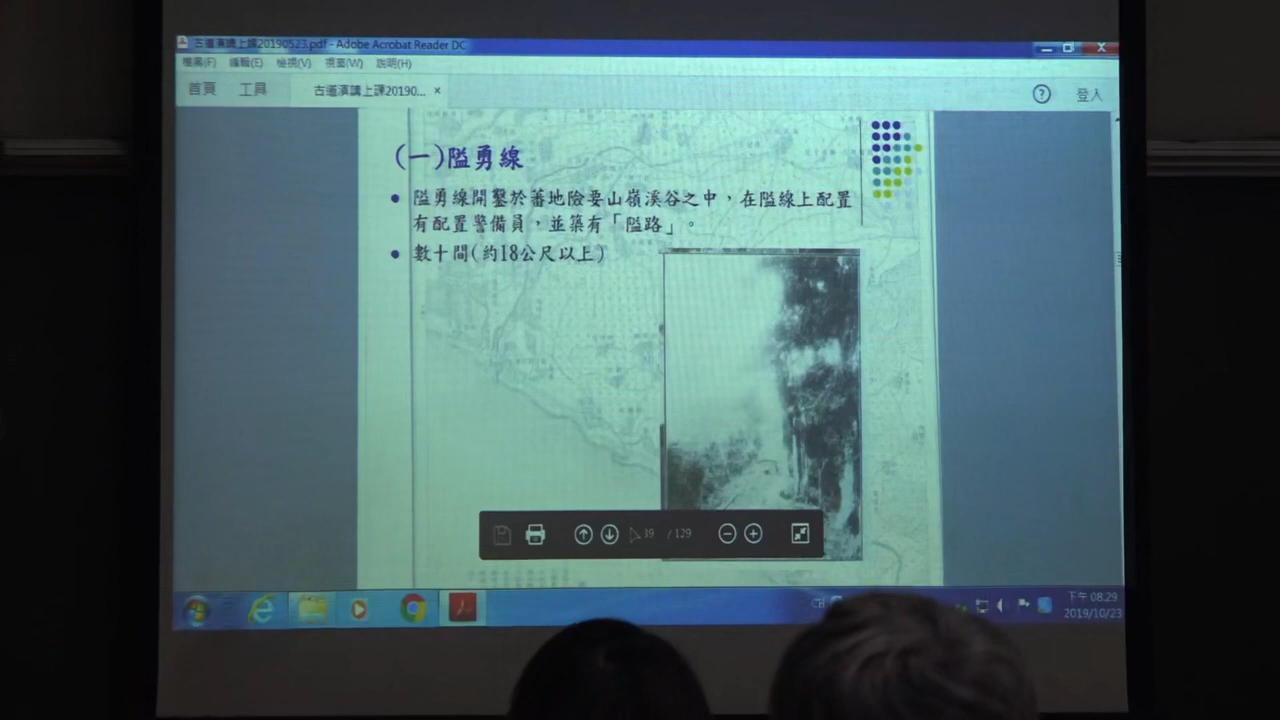 古道演講上課20190523.pdf - Adobe Acrobat Reader DC
檔案(F) 編輯(E) 檢視(V) 視窗(W) 說明(H)
首頁 工具 古道演講上課20190... × ? 登入
(一)隘勇線
• 隘勇線開鑿於蕃地險要山嶺溪谷之中，在隘線上配置
有配置警備員，並築有「隘路」。
• 數十間(約18公尺以上)
39 / 129
CH
下午 08:29
2019/10/23